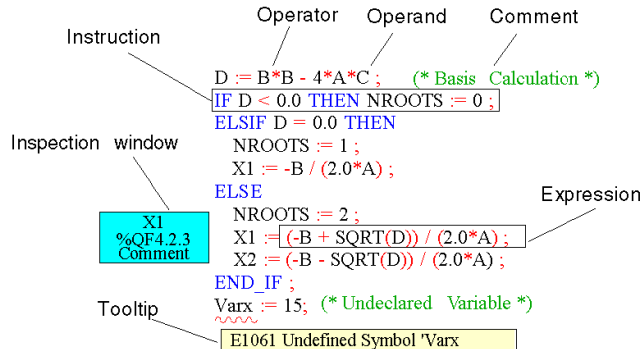 Operator Operand Comment
Instruction
D := B*B - 4*A*C ; (* Basis Calculation *)
IF D < 0.0 THEN NROOTS := 0 ;
ELSIF D = 0.0 THEN
NROOTS := 1 ;
Inspection window
X1 := -B / (2.0*A) ;
ELSE
Expression
X1
%QF4.2.3
Comment
NROOTS := 2 ;
X1 := (-B + SQRT(D)) / (2.0*A) ;
X2 := (-B - SQRT(D)) / (2.0*A) ;
END_IF ;
Varx := 15; (* Undeclared Variable *)
Tooltip
E1061 Undefined Symbol 'Varx